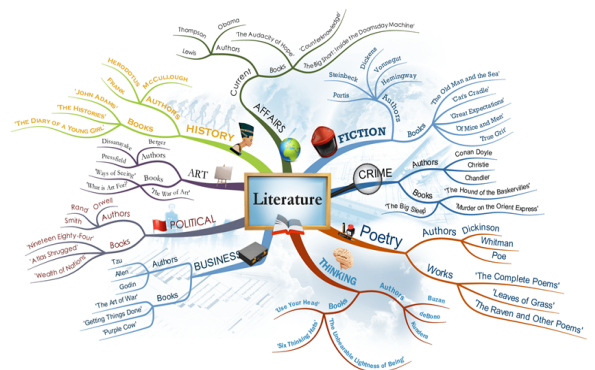 Literature
Current
AFFAIRS
Authors
Thompson
Obama
Lewis
Books
'The Audacity of Hope'
'Counterknowledge'
'The Big Short: Inside the Doomsday Machine'
FICTION
Authors
Steinbeck
Dickens
Vonnegut
Hemingway
Portis
Books
'The Old Man and the Sea'
'Cat's Cradle'
'Great Expectations'
'Of Mice and Men'
'True Grit'
CRIME
Authors
Conan Doyle
Christie
Chandler
Books
'The Hound of the Baskervilles'
'The Big Sleep'
'Murder on the Orient Express'
Poetry
Authors
Dickinson
Whitman
Poe
Works
'The Complete Poems'
'Leaves of Grass'
'The Raven and Other Poems'
THINKING
Authors
Buzan
deBono
Kundera
Books
'Use Your Head'
'Six Thinking Hats'
'The Unbearable Lightness of Being'
BUSINESS
Authors
Tzu
Allen
Godin
Books
'The Art of War'
'Getting Things Done'
'Purple Cow'
POLITICAL
Authors
Rand
Orwell
Smith
Books
'Nineteen Eighty-Four'
'Atlas Shrugged'
'Wealth of Nations'
ART
Authors
Dissanayake
Berger
Pressfield
Books
'Ways of Seeing'
'What is Art For?'
'The War of Art'
HISTORY
AUTHORS
HERODOTUS
McCULLOUGH
FRANK
BOOKS
'JOHN ADAMS'
'THE HISTORIES'
'THE DIARY OF A YOUNG GIRL'